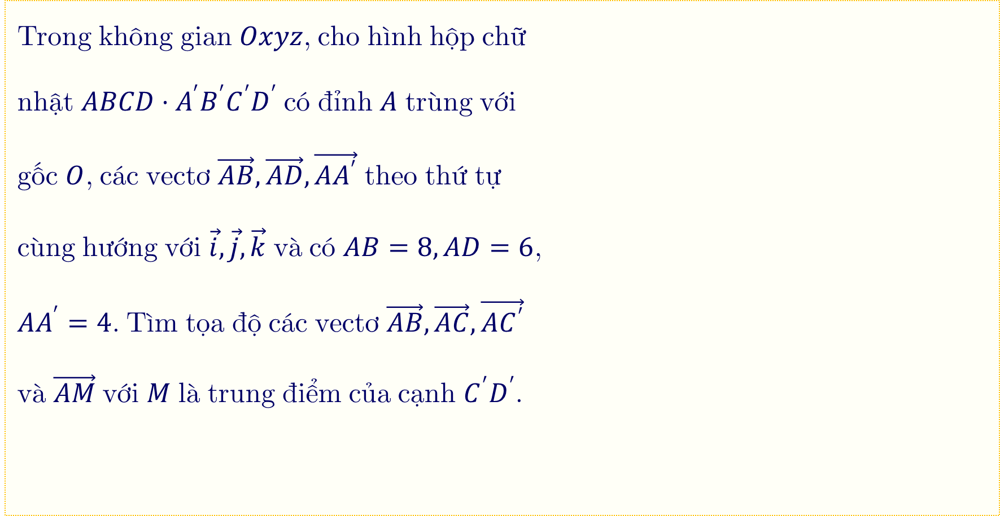 Trong không gian Oxyz, cho hình hộp chữ
nhật ABCD · A′B′C′D′ có đỉnh A trùng với
gốc O, các vectơ $\overrightarrow{AB}, \overrightarrow{AD}, \overrightarrow{AA'}$ theo thứ tự
cùng hướng với $\vec{i}, \vec{j}, \vec{k}$ và có AB = 8, AD = 6,
AA′ = 4. Tìm tọa độ các vectơ $\overrightarrow{AB}, \overrightarrow{AC}, \overrightarrow{AC'}$
và $\overrightarrow{AM}$ với M là trung điểm của cạnh C′D′.